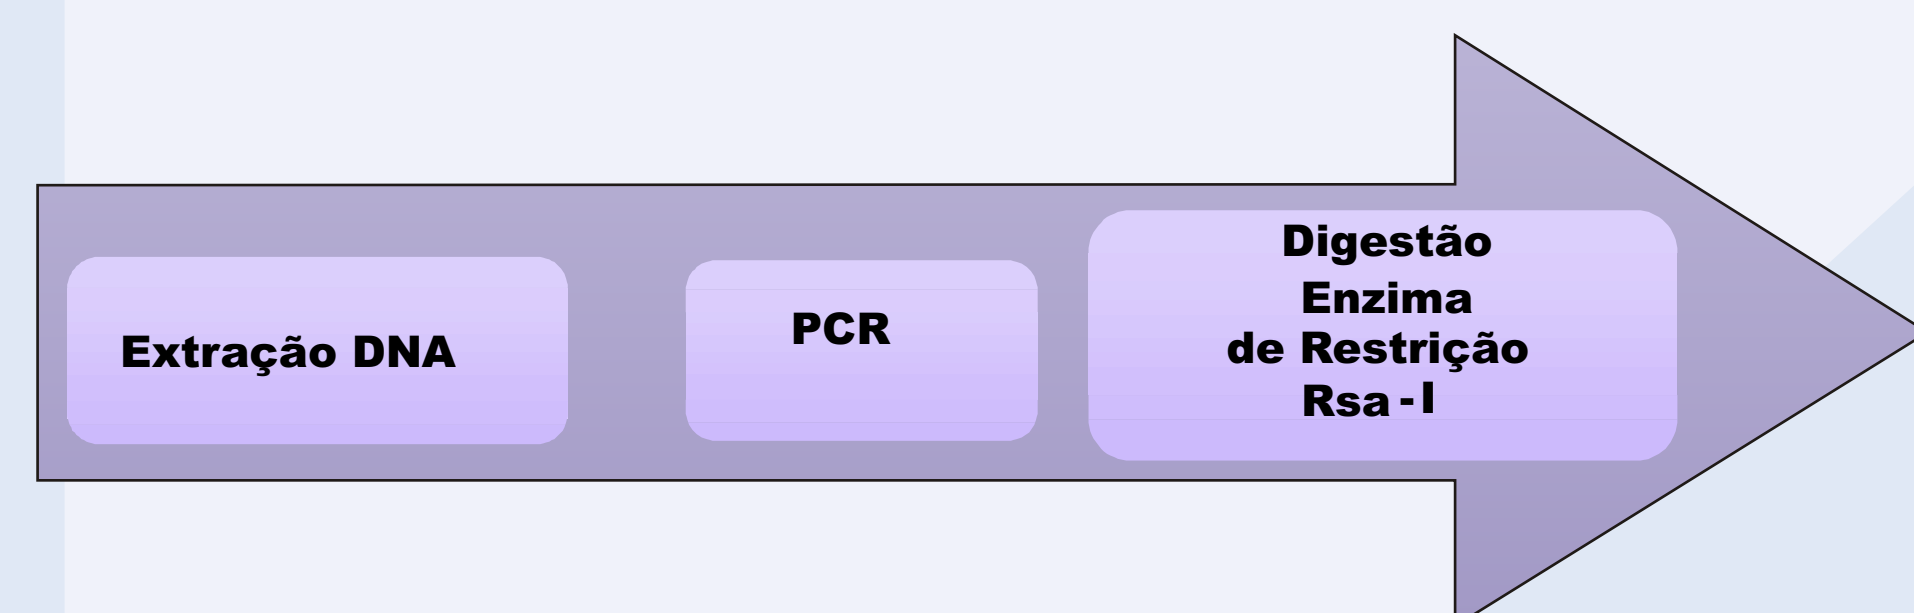 Extração DNA
PCR
Digestão
Enzima
de Restrição
Rsa - I